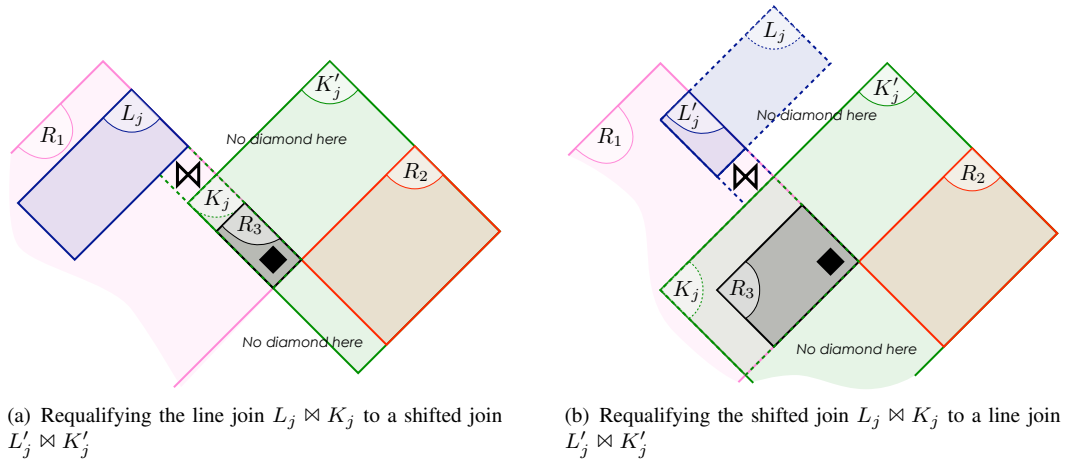 L_j
K'_j
R_1
L_j
No diamond here
⋈
R_2
K_j
R_3
No diamond here
L_j
K'_j
L'_j
No diamond here
R_1
⋈
R_2
K_j
R_3
No diamond here
(a) Requalifying the line join L_j ⋈ K_j to a shifted join
L'_j ⋈ K'_j
(b) Requalifying the shifted join L_j ⋈ K_j to a line join
L'_j ⋈ K'_j